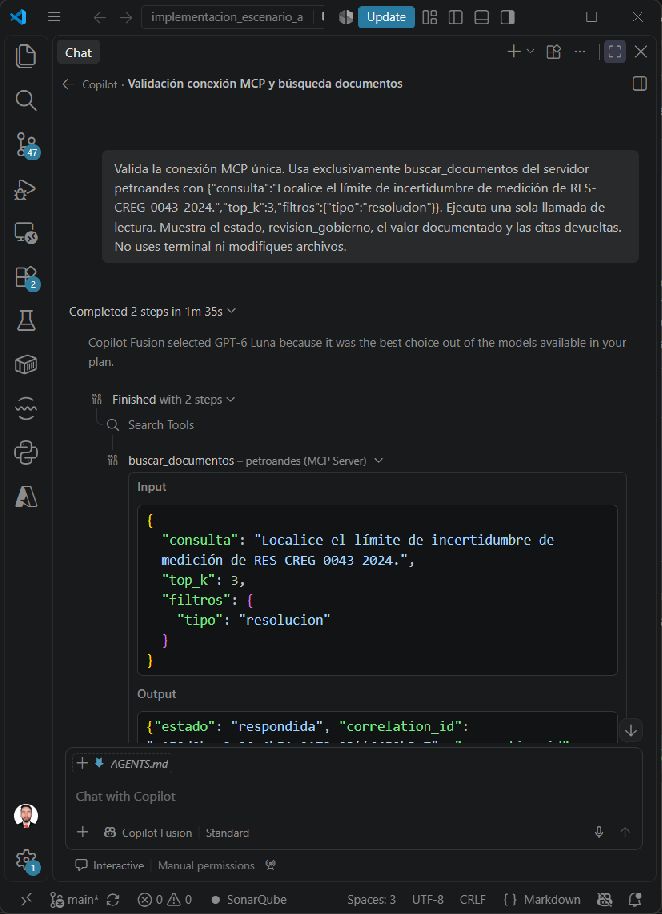 implementacion_escenario_a
Update
Chat
Copilot · Validación conexión MCP y búsqueda documentos
47
2
Valida la conexión MCP única. Usa exclusivamente buscar_documentos del servidor
petroandes con {"consulta":"Localice el límite de incertidumbre de medición de RES-
CREG-0043-2024.","top_k":3,"filtros":{"tipo":"resolucion"}}. Ejecuta una sola llamada de
lectura. Muestra el estado, revision_gobierno, el valor documentado y las citas devueltas.
No uses terminal ni modifiques archivos.
Completed 2 steps in 1m 35s
Copilot Fusion selected GPT-6 Luna because it was the best choice out of the models available in your
plan.
Finished with 2 steps
Search Tools
buscar_documentos – petroandes (MCP Server)
Input
{
"consulta": "Localice el límite de incertidumbre de
medición de RES CREG 0043 2024.",
"top_k": 3,
"filtros": {
"tipo": "resolucion"
}
}
Output
{"estado": "respondida", "correlation_id":
AGENTS.md
Chat with Copilot
Copilot Fusion Standard
1
Interactive Manual permissions
main* 0 0 SonarQube Spaces: 3 UTF-8 CRLF { } Markdown